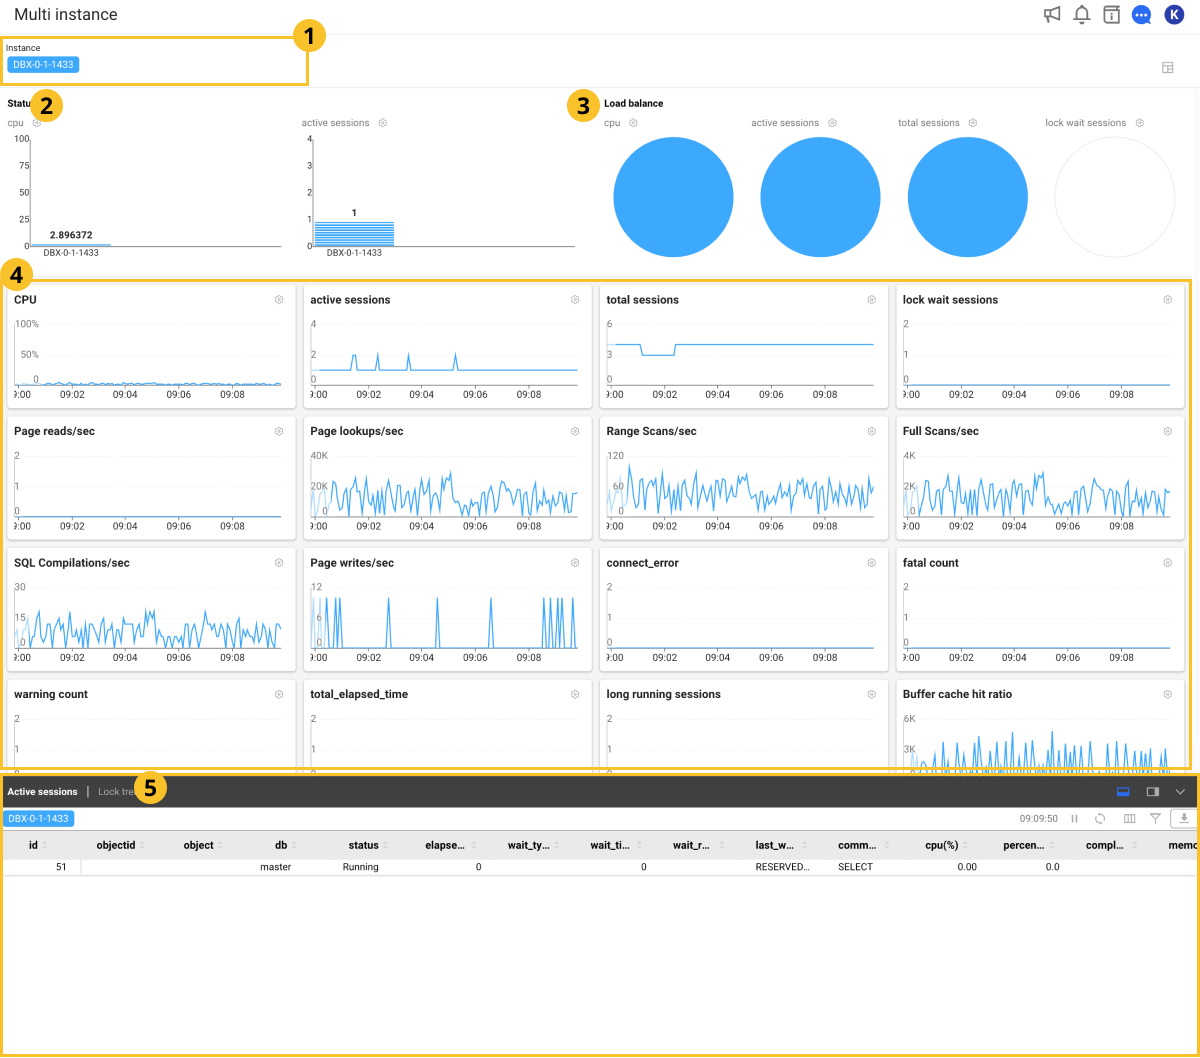 Multi instance
K
1
Instance
DBX-0-1-1433
2
3
Load balance
cpu
active sessions
cpu
active sessions
total sessions
lock wait sessions
100
75
50
25
0
2.896372
DBX-0-1-1433
4
3
2
1
0
1
DBX-0-1-1433
4
CPU
100%
50%
0
9:00 09:02 09:04 09:06 09:08
active sessions
4
2
0
9:00 09:02 09:04 09:06 09:08
total sessions
6
3
0
9:00 09:02 09:04 09:06 09:08
lock wait sessions
2
1
0
9:00 09:02 09:04 09:06 09:08
Page reads/sec
2
1
0
9:00 09:02 09:04 09:06 09:08
Page lookups/sec
40K
20K
0
9:00 09:02 09:04 09:06 09:08
Range Scans/sec
120
60
0
9:00 09:02 09:04 09:06 09:08
Full Scans/sec
4K
2K
0
9:00 09:02 09:04 09:06 09:08
SQL Compilations/sec
30
15
0
9:00 09:02 09:04 09:06 09:08
Page writes/sec
12
6
0
9:00 09:02 09:04 09:06 09:08
connect_error
2
1
0
9:00 09:02 09:04 09:06 09:08
fatal count
2
1
0
9:00 09:02 09:04 09:06 09:08
warning count
2
1
total_elapsed_time
2
1
long running sessions
2
1
Buffer cache hit ratio
6K
3K
5
Active sessions | Lock tre
DBX-0-1-1433
09:09:50
id objectid object db status elapse... wait_ty... wait_ti... wait_r... last_w... comm... cpu(%) percen... compl... memo
51 master Running 0 0 RESERVED... SELECT 0.00 0.0